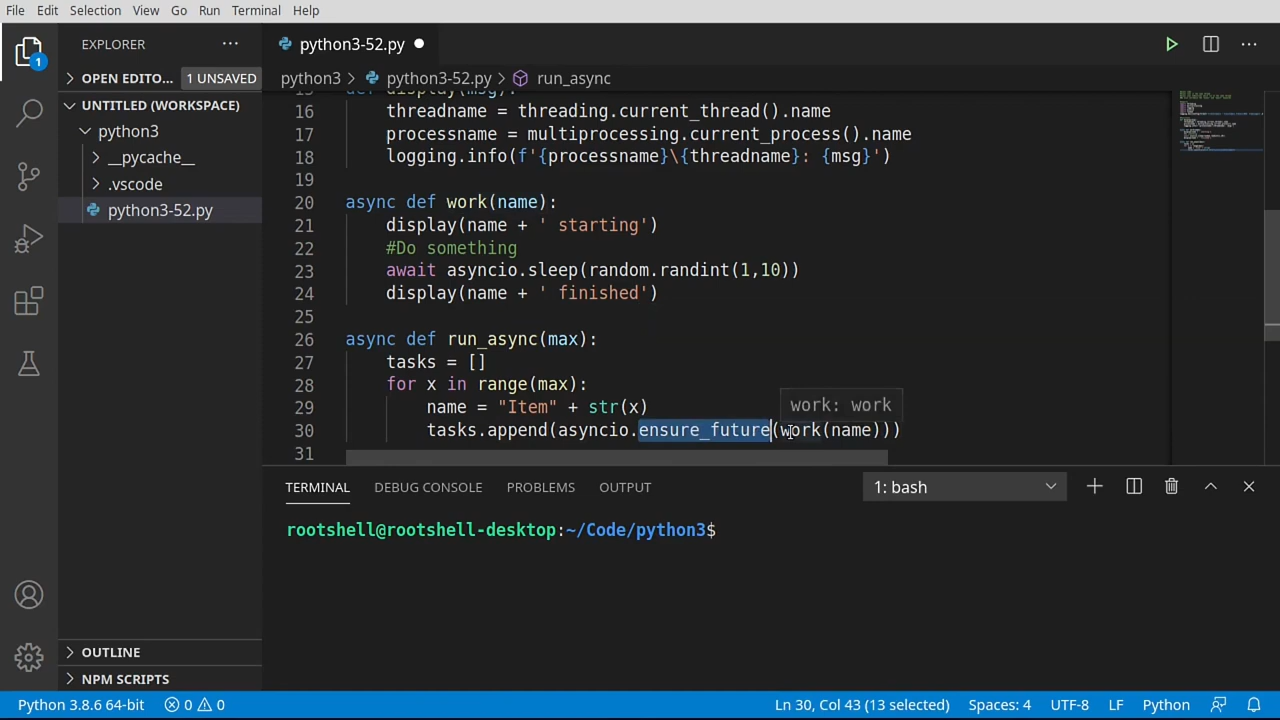 File Edit Selection View Go Run Terminal Help
EXPLORER ···
python3-52.py
1
OPEN EDITO... 1 UNSAVED
python3 > python3-52.py > run_async
UNTITLED (WORKSPACE)
python3
__pycache__
.vscode
python3-52.py
15 def display(msg):
16 threadname = threading.current_thread().name
17 processname = multiprocessing.current_process().name
18 logging.info(f'{processname}\{threadname}: {msg}')
19
20 async def work(name):
21 display(name + ' starting')
22 #Do something
23 await asyncio.sleep(random.randint(1,10))
24 display(name + ' finished')
25
26 async def run_async(max):
27 tasks = []
28 for x in range(max):
29 name = "Item" + str(x)
work: work
30 tasks.append(asyncio.ensure_future(work(name)))
31
TERMINAL DEBUG CONSOLE PROBLEMS OUTPUT 1: bash
rootshell@rootshell-desktop:~/Code/python3$
OUTLINE
NPM SCRIPTS
Python 3.8.6 64-bit 0 0 Ln 30, Col 43 (13 selected) Spaces: 4 UTF-8 LF Python